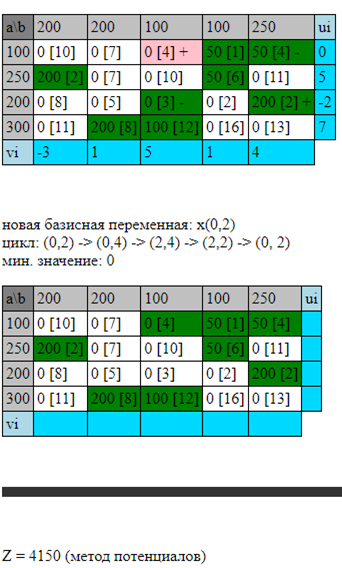 a\b 200 200 100 100 250 ui
100 0 [10] 0 [7] 0 [4] + 50 [1] 50 [4] - 0
250 200 [2] 0 [7] 0 [10] 50 [6] 0 [11] 5
200 0 [8] 0 [5] 0 [3] - 0 [2] 200 [2] + -2
300 0 [11] 200 [8] 100 [12] 0 [16] 0 [13] 7
vi -3 1 5 1 4
новая базисная переменная: x(0,2)
цикл: (0,2) -> (0,4) -> (2,4) -> (2,2) -> (0, 2)
мин. значение: 0
a\b 200 200 100 100 250 ui
100 0 [10] 0 [7] 0 [4] 50 [1] 50 [4]
250 200 [2] 0 [7] 0 [10] 50 [6] 0 [11]
200 0 [8] 0 [5] 0 [3] 0 [2] 200 [2]
300 0 [11] 200 [8] 100 [12] 0 [16] 0 [13]
vi
Z = 4150 (метод потенциалов)